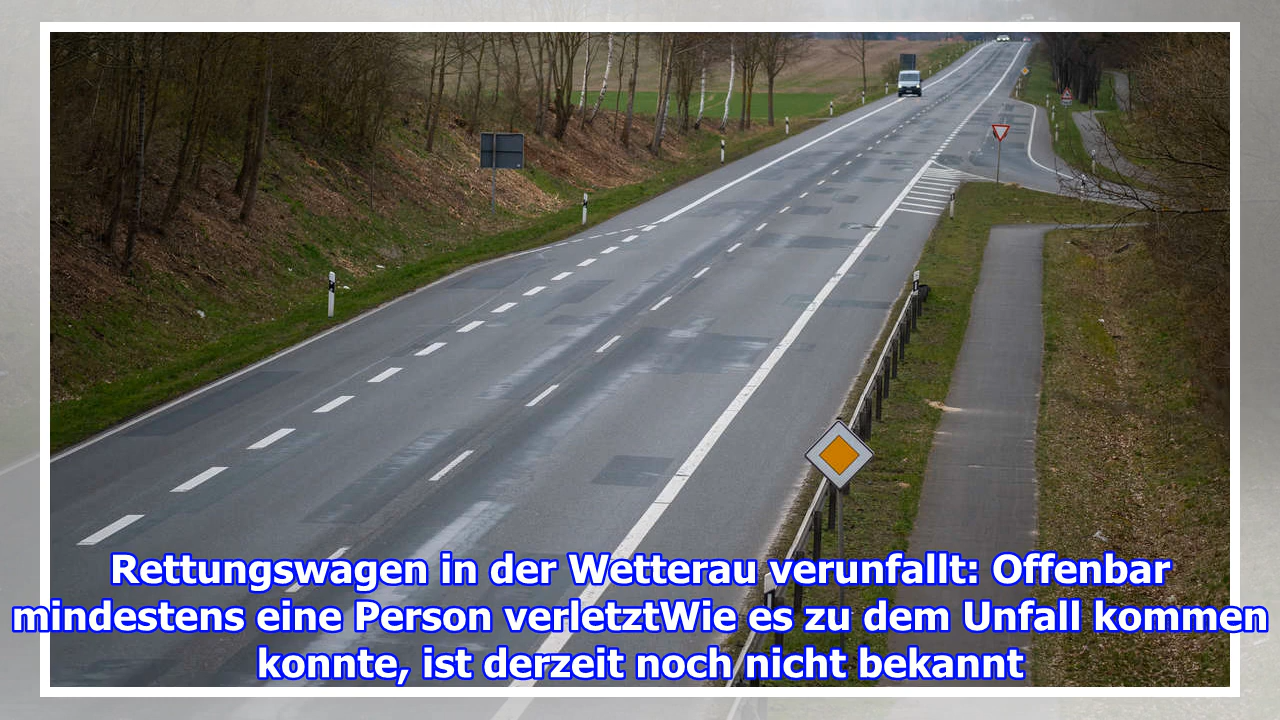 Rettungswagen in der Wetterau verunfallt: Offenbar
mindestens eine Person verletztWie es zu dem Unfall kommen
konnte, ist derzeit noch nicht bekannt